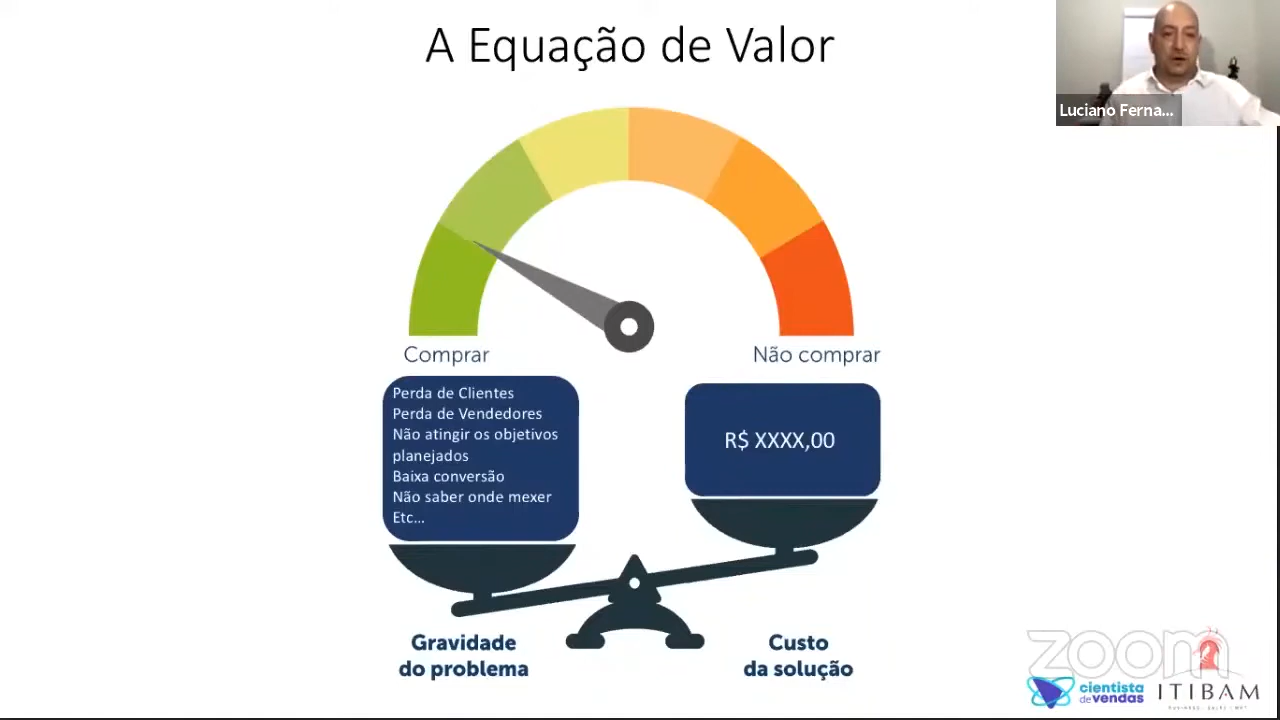 A Equação de Valor
Luciano Ferna...
Comprar
Não comprar
Perda de Clientes
Perda de Vendedores
Não atingir os objetivos
planejados
Baixa conversão
Não saber onde mexer
Etc...
R$ XXXX,00
Gravidade
do problema
Custo
da solução
zoom
cientista
de vendas
ITIBAM